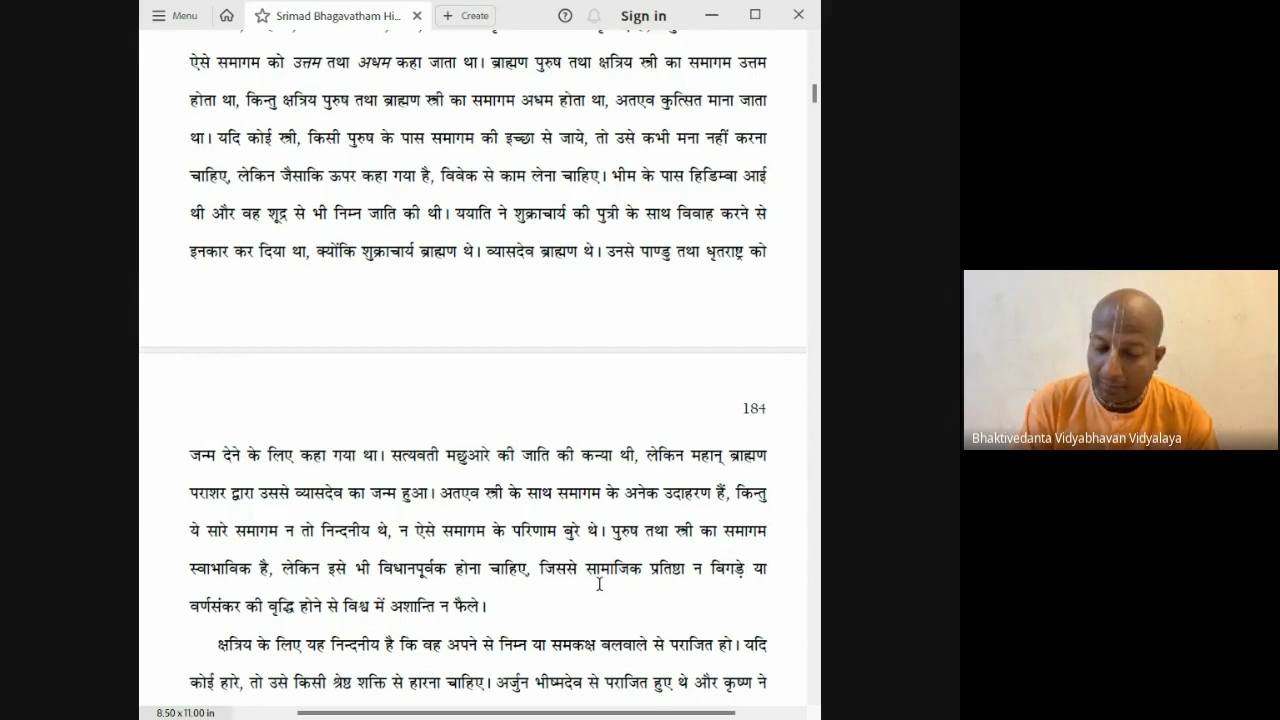 Menu
Srimad Bhagavatham Hi...
Create
Sign in
ऐसे समागम को उत्तम तथा अधम कहा जाता था। ब्राह्मण पुरुष तथा क्षत्रिय स्त्री का समागम उत्तम
होता था, किन्तु क्षत्रिय पुरुष तथा ब्राह्मण स्त्री का समागम अधम होता था, अतएव कुत्सित माना जाता
था। यदि कोई स्त्री, किसी पुरुष के पास समागम की इच्छा से जाये, तो उसे कभी मना नहीं करना
चाहिए, लेकिन जैसाकि ऊपर कहा गया है, विवेक से काम लेना चाहिए। भीम के पास हिडिम्बा आई
थी और वह शूद्र से भी निम्न जाति की थी। ययाति ने शुक्राचार्य की पुत्री के साथ विवाह करने से
इनकार कर दिया था, क्योंकि शुक्राचार्य ब्राह्मण थे। व्यासदेव ब्राह्मण थे। उनसे पाण्डु तथा धृतराष्ट्र को
184
जन्म देने के लिए कहा गया था। सत्यवती मछुआरे की जाति की कन्या थी, लेकिन महान् ब्राह्मण
पराशर द्वारा उससे व्यासदेव का जन्म हुआ। अतएव स्त्री के साथ समागम के अनेक उदाहरण हैं, किन्तु
ये सारे समागम न तो निन्दनीय थे, न ऐसे समागम के परिणाम बुरे थे। पुरुष तथा स्त्री का समागम
स्वाभाविक है, लेकिन इसे भी विधानपूर्वक होना चाहिए, जिससे सामाजिक प्रतिष्ठा न बिगड़े या
वर्णसंकर की वृद्धि होने से विश्व में अशान्ति न फैले।
क्षत्रिय के लिए यह निन्दनीय है कि वह अपने से निम्न या समकक्ष बलवाले से पराजित हो। यदि
कोई हारे, तो उसे किसी श्रेष्ठ शक्ति से हारना चाहिए। अर्जुन भीष्मदेव से पराजित हुए थे और कृष्ण ने
8.50 x 11.00 in
Bhaktivedanta Vidyabhavan Vidyalaya